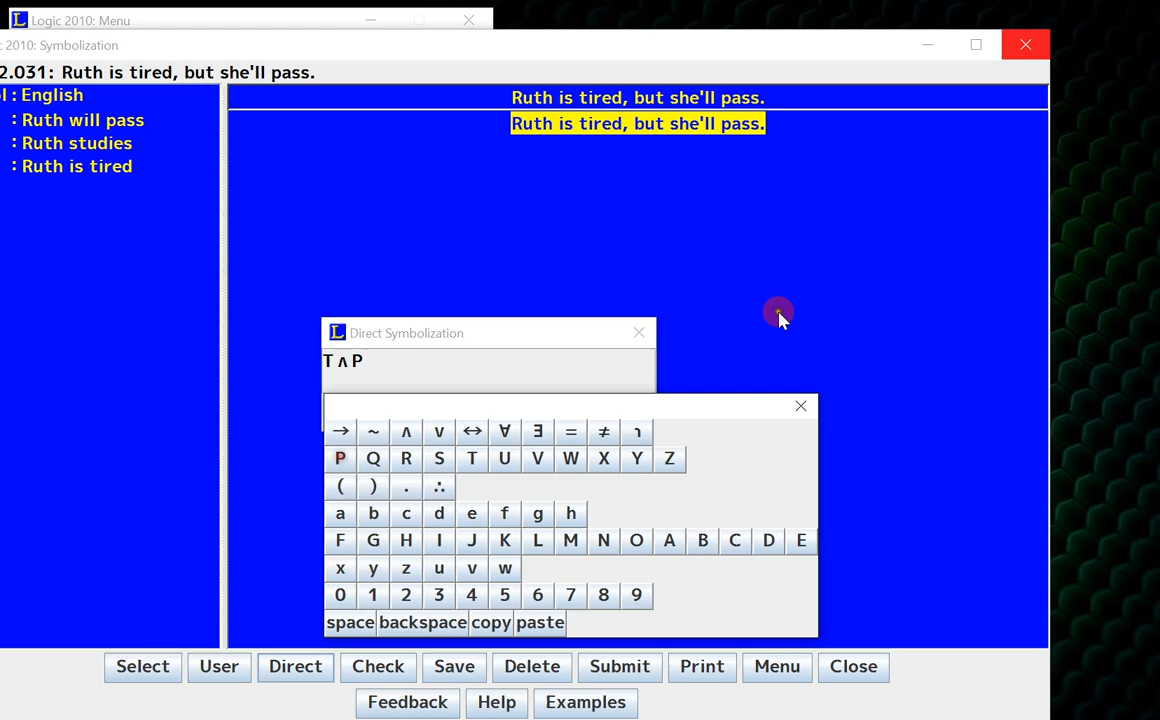 Logic 2010: Menu
: 2010: Symbolization
2.031: Ruth is tired, but she'll pass.
l : English
: Ruth will pass
: Ruth studies
: Ruth is tired
Ruth is tired, but she'll pass.
Ruth is tired, but she'll pass.
Direct Symbolization
T ∧ P
→ ~ ∧ ∨ ↔ ∀ ∃ = ≠ ℩
P Q R S T U V W X Y Z
( ) . ∴
a b c d e f g h
F G H I J K L M N O A B C D E
x y z u v w
0 1 2 3 4 5 6 7 8 9
space backspace copy paste
Select User Direct Check Save Delete Submit Print Menu Close
Feedback Help Examples